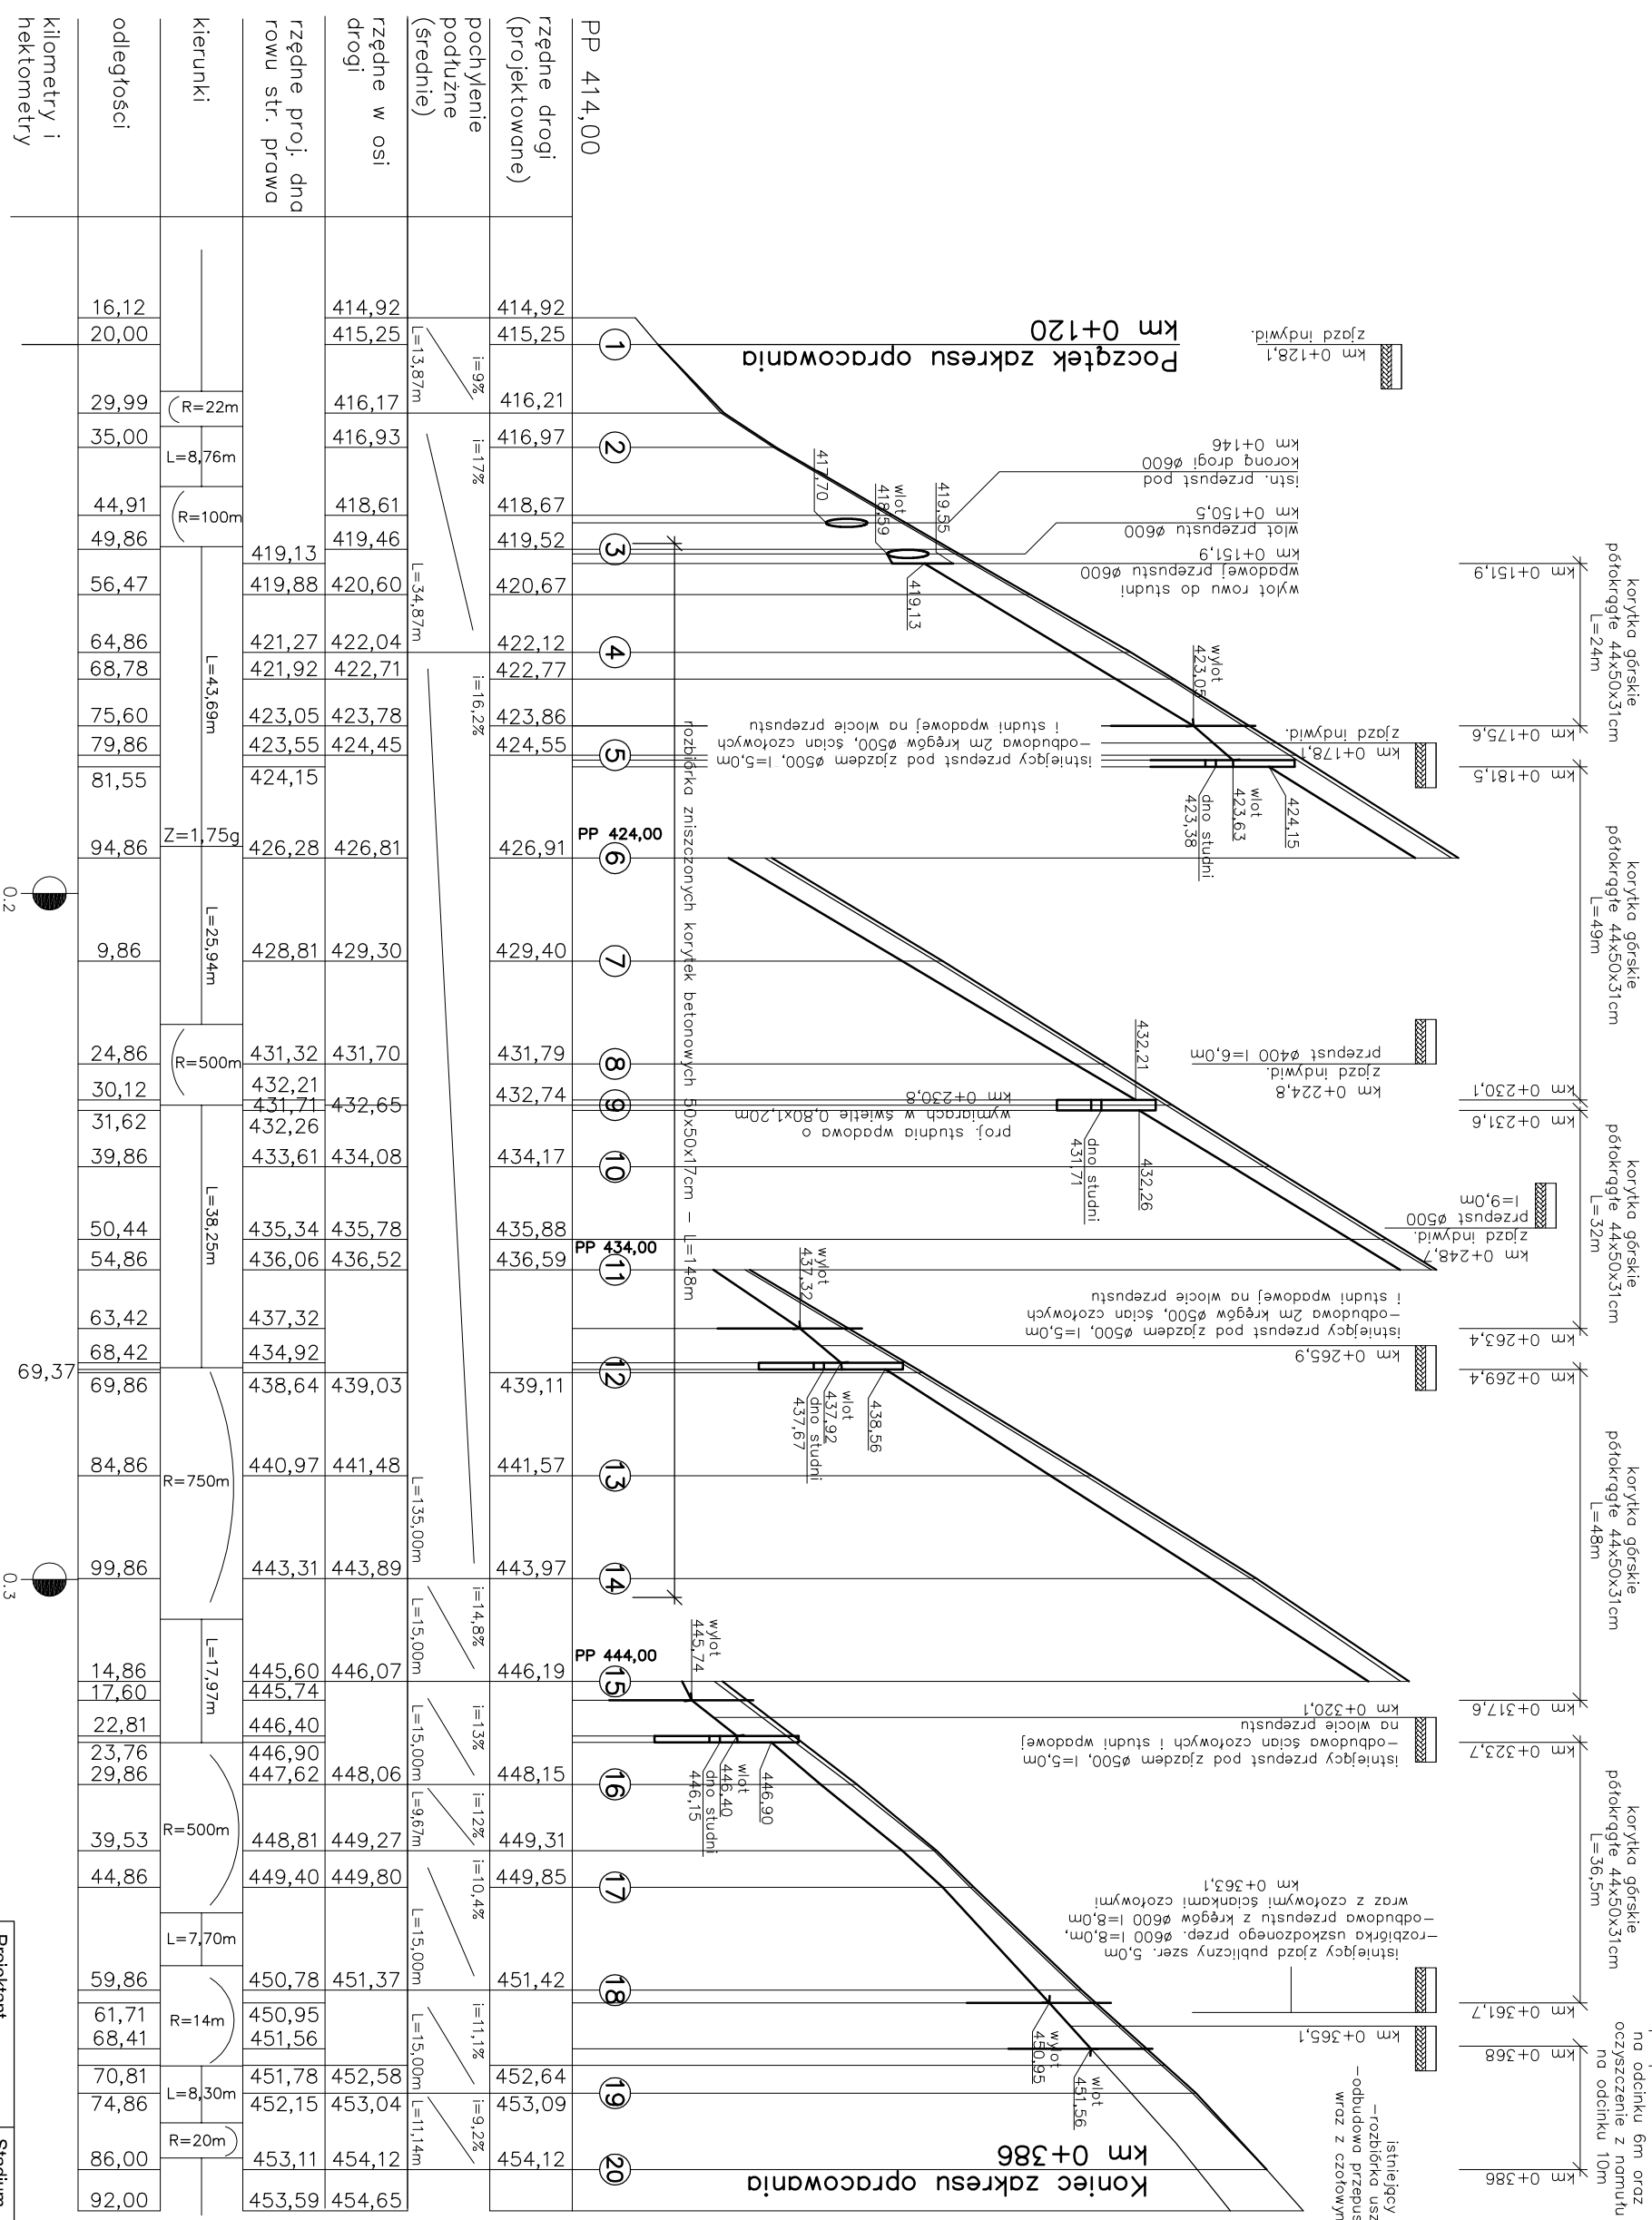 PP 414,00
rzędne drogi
(projektowane)
pochylenie
podłużne
(średnie)
rzędne w osi
drogi
rzędne proj. dna
rowu str. prawa
kierunki
odległości
kilometry i
hektometry
414,92
415,25
416,21
416,97
418,67
419,52
420,67
422,12
422,77
423,86
424,55
426,91
429,40
431,79
432,74
434,17
435,88
436,59
439,11
441,57
443,97
446,19
448,15
449,31
449,85
451,42
452,64
453,09
454,12
i=9%
L=13,87m
i=17%
L=34,87m
i=16,2%
L=135,00m
i=14,8%
L=15,00m
i=13%
L=15,00m
i=12%
L=9,67m
i=10,4%
L=15,00m
i=11,1%
L=15,00m
i=9,2%
L=11,14m
414,92
415,25
416,17
416,93
418,61
419,46
420,60
422,04
422,71
423,78
424,45
426,81
429,30
431,70
432,65
434,08
435,78
436,52
439,03
441,48
443,89
446,07
448,06
449,27
449,80
451,37
452,58
453,04
454,12
454,65
419,13
419,88
421,27
421,92
423,05
423,55
424,15
426,28
428,81
431,32
432,21
431,71
432,26
433,61
435,34
436,06
437,32
434,92
438,64
440,97
443,31
445,60
445,74
446,40
446,90
447,62
448,81
449,40
450,78
450,95
451,56
451,78
452,15
453,11
453,59
R=22m
L=8,76m
R=100m
L=43,69m
Z=1,75g
L=25,94m
R=500m
L=38,25m
R=750m
L=17,97m
R=500m
L=7,70m
R=14m
L=8,30m
R=20m
16,12
20,00
29,99
35,00
44,91
49,86
56,47
64,86
68,78
75,60
79,86
81,55
94,86
9,86
24,86
30,12
31,62
39,86
50,44
54,86
63,42
68,42
69,37
69,86
84,86
99,86
14,86
17,60
22,81
23,76
29,86
39,53
44,86
59,86
61,71
68,41
70,81
74,86
86,00
92,00
0.2
0.3
1
2
3
4
5
6
7
8
9
10
11
12
13
14
15
16
17
18
19
20
PP 424,00
PP 434,00
PP 444,00
Początek zakresu opracowania
km 0+120
zjazd indywid.
km 0+128,1
istn. przepust pod
koroną drogi ø600
km 0+146
wlot przepustu ø600
km 0+150,5
wylot rowu do studni
wpadowej przepustu ø600
km 0+151,9
417,70
wlot
418,59
419,55
419,13
wylot
423,05
istniejący przepust pod zjazdem ø500, l=5,0m
-odbudowa 2m kręgów ø500, ścian czołowych
i studni wpadowej na wlocie przepustu
km 0+178,1
zjazd indywid.
424,15
wlot
423,63
dno studni
423,38
rozbiórka zniszczonych korytek betonowych 50x50x17cm - L=148m
432,21
km 0+224,8
zjazd indywid.
przepust ø400 l=6,0m
proj. studnia wpadowa o
wymiarach w świetle 0,80x1,20m
km 0+230,8
432,26
dno studni
431,71
km 0+248,7
zjazd indywid.
przepust ø500
l=9,0m
wylot
437,32
km 0+265,9
istniejący przepust pod zjazdem ø500, l=5,0m
-odbudowa 2m kręgów ø500, ścian czołowych
i studni wpadowej na wlocie przepustu
438,56
wlot
437,92
dno studni
437,67
wylot
445,74
istniejący przepust pod zjazdem ø500, l=5,0m
-odbudowa ścian czołowych i studni wpadowej
na wlocie przepustu
km 0+320,1
446,90
wlot
446,40
dno studni
446,15
istniejący zjazd publiczny szer. 5,0m
-rozbiórka uszkodzonego przep. ø600 l=8,0m,
-odbudowa przepustu z kręgów ø600 l=8,0m
wraz z czołowymi ściankami czołowymi
km 0+363,1
km 0+365,1
wylot
450,95
wlot
451,56
Koniec zakresu opracowania
km 0+386
istniejący
-rozbiórka usz
-odbudowa przepus
wraz z czołowym
km 0+151,9
korytka górskie
półokrągłe 44x50x31cm
L=24m
km 0+175,6
km 0+181,5
korytka górskie
półokrągłe 44x50x31cm
L=49m
km 0+230,1
km 0+231,6
korytka górskie
półokrągłe 44x50x31cm
L=32m
km 0+263,4
km 0+269,4
korytka górskie
półokrągłe 44x50x31cm
L=48m
km 0+317,6
km 0+323,7
korytka górskie
półokrągłe 44x50x31cm
L=36,5m
km 0+361,7
km 0+368
na odcinku 6m oraz
oczyszczenie z namułu
na odcinku 10m
km 0+386
Projektant
Stadium